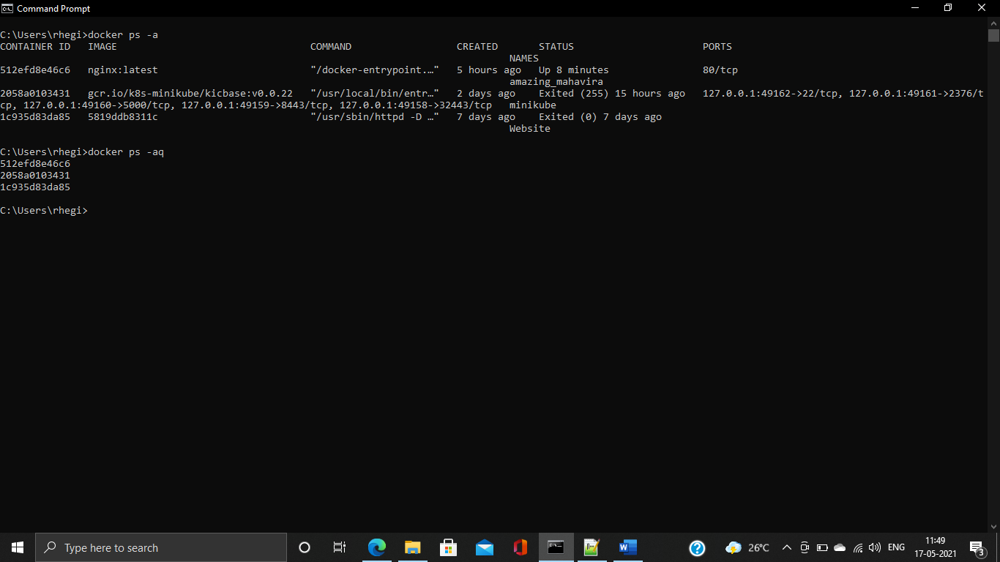 Command Prompt
C:\Users\rhegi>docker ps -a
CONTAINER ID   IMAGE                                 COMMAND                  CREATED       STATUS                      PORTS
NAMES
512efd8e46c6   nginx:latest                          "/docker-entrypoint.…"   5 hours ago   Up 8 minutes                80/tcp
amazing_mahavira
2058a0103431   gcr.io/k8s-minikube/kicbase:v0.0.22   "/usr/local/bin/entr…"   2 days ago    Exited (255) 15 hours ago   127.0.0.1:49162->22/tcp, 127.0.0.1:49161->2376/t
cp, 127.0.0.1:49160->5000/tcp, 127.0.0.1:49159->8443/tcp, 127.0.0.1:49158->32443/tcp   minikube
1c935d83da85   5819ddb8311c                          "/usr/sbin/httpd -D …"   7 days ago    Exited (0) 7 days ago
Website
C:\Users\rhegi>docker ps -aq
512efd8e46c6
2058a0103431
1c935d83da85
C:\Users\rhegi>
Type here to search
26°C
ENG
11:49
17-05-2021
3